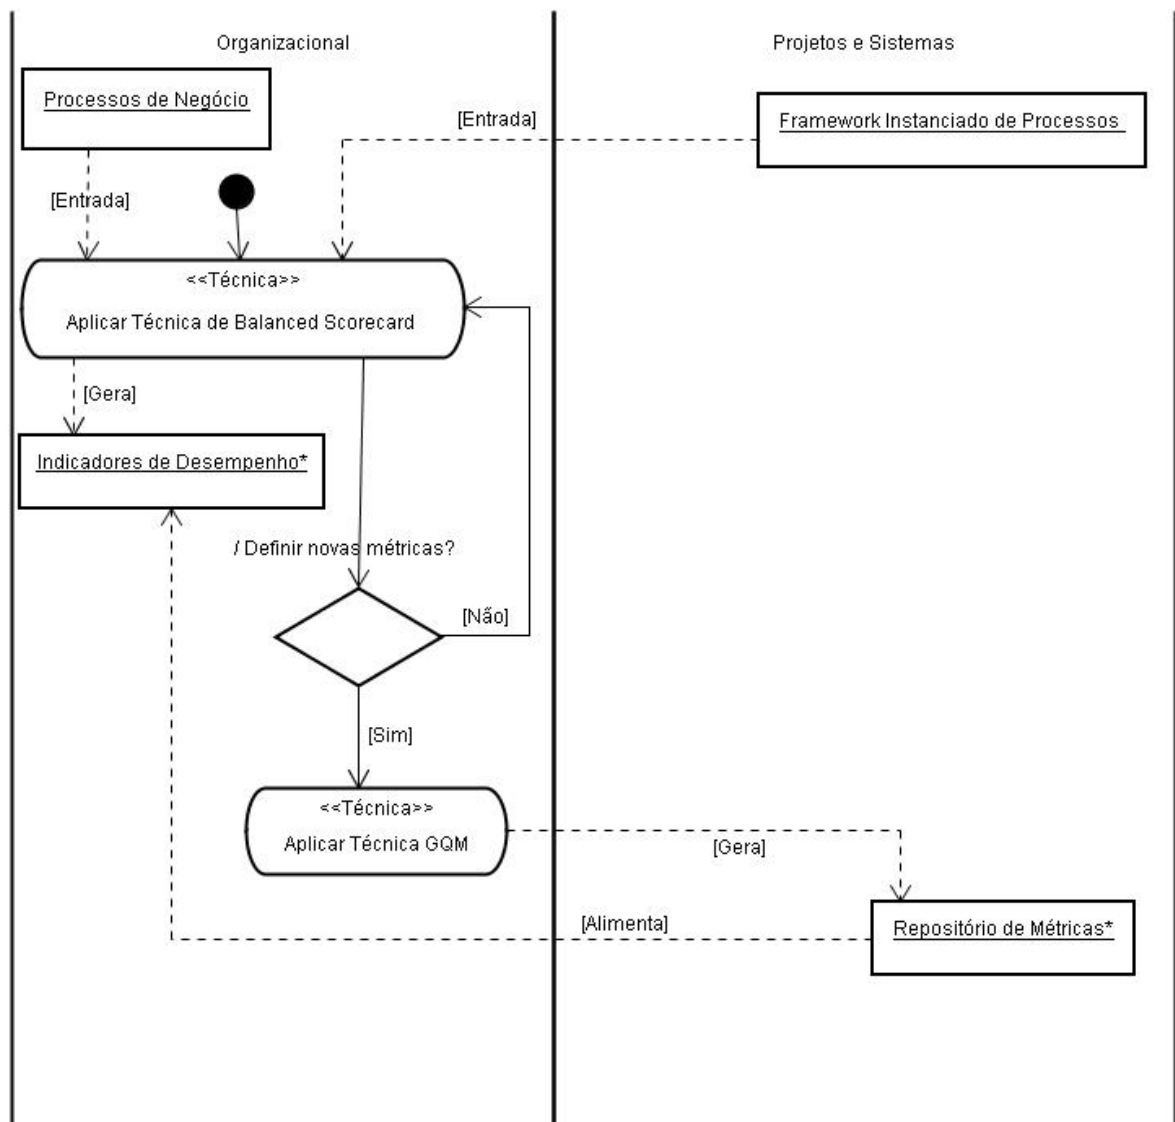 Organizacional
Projetos e Sistemas
Processos de Negócio
Framework Instanciado de Processos
[Entrada]
[Entrada]
<<Técnica>>
Aplicar Técnica de Balanced Scorecard
[Gera]
Indicadores de Desempenho*
/ Definir novas métricas?
[Não]
[Sim]
<<Técnica>>
Aplicar Técnica GQM
[Gera]
[Alimenta]
Repositório de Métricas*